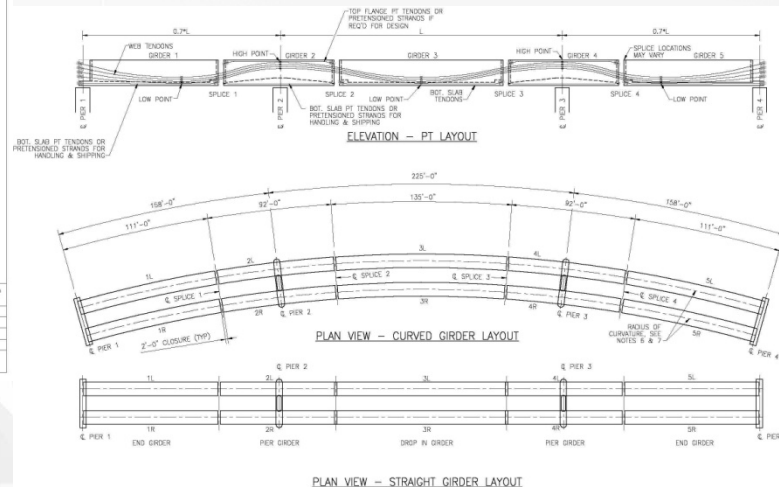 0.7*L
L
0.7*L
TOP FLANGE PT TENDONS OR
PRETENSIONED STRANDS IF
REQ'D FOR DESIGN
WEB TENDONS
GIRDER 1
HIGH POINT
GIRDER 2
GIRDER 3
HIGH POINT
GIRDER 4
SPLICE LOCATIONS
MAY VARY
GIRDER 5
LOW POINT
SPLICE 1
SPLICE 2
LOW POINT
BOT. SLAB
TENDONS
SPLICE 3
SPLICE 4
LOW POINT
℄ PIER 1
℄ PIER 2
℄ PIER 3
℄ PIER 4
BOT. SLAB PT TENDONS OR
PRETENSIONED STRANDS FOR
HANDLING & SHIPPING
BOT. SLAB PT TENDONS OR
PRETENSIONED STRANDS FOR
HANDLING & SHIPPING
ELEVATION - PT LAYOUT
225'-0"
158'-0"
158'-0"
111'-0"
92'-0"
135'-0"
92'-0"
111'-0"
1L
2L
3L
4L
5L
℄ SPLICE 1
℄ SPLICE 2
℄ SPLICE 3
℄ SPLICE 4
1R
2R
3R
4R
5R
℄ PIER 1
℄ PIER 2
℄ PIER 3
℄ PIER 4
2'-0" CLOSURE (TYP)
RADIUS OF
CURVATURE, SEE
NOTES 6 & 7
PLAN VIEW - CURVED GIRDER LAYOUT
℄ PIER 2
℄ PIER 3
1L
2L
3L
4L
5L
℄ PIER 1
℄ PIER 4
1R
2R
3R
4R
5R
END GIRDER
PIER GIRDER
DROP IN GIRDER
PIER GIRDER
END GIRDER
PLAN VIEW - STRAIGHT GIRDER LAYOUT